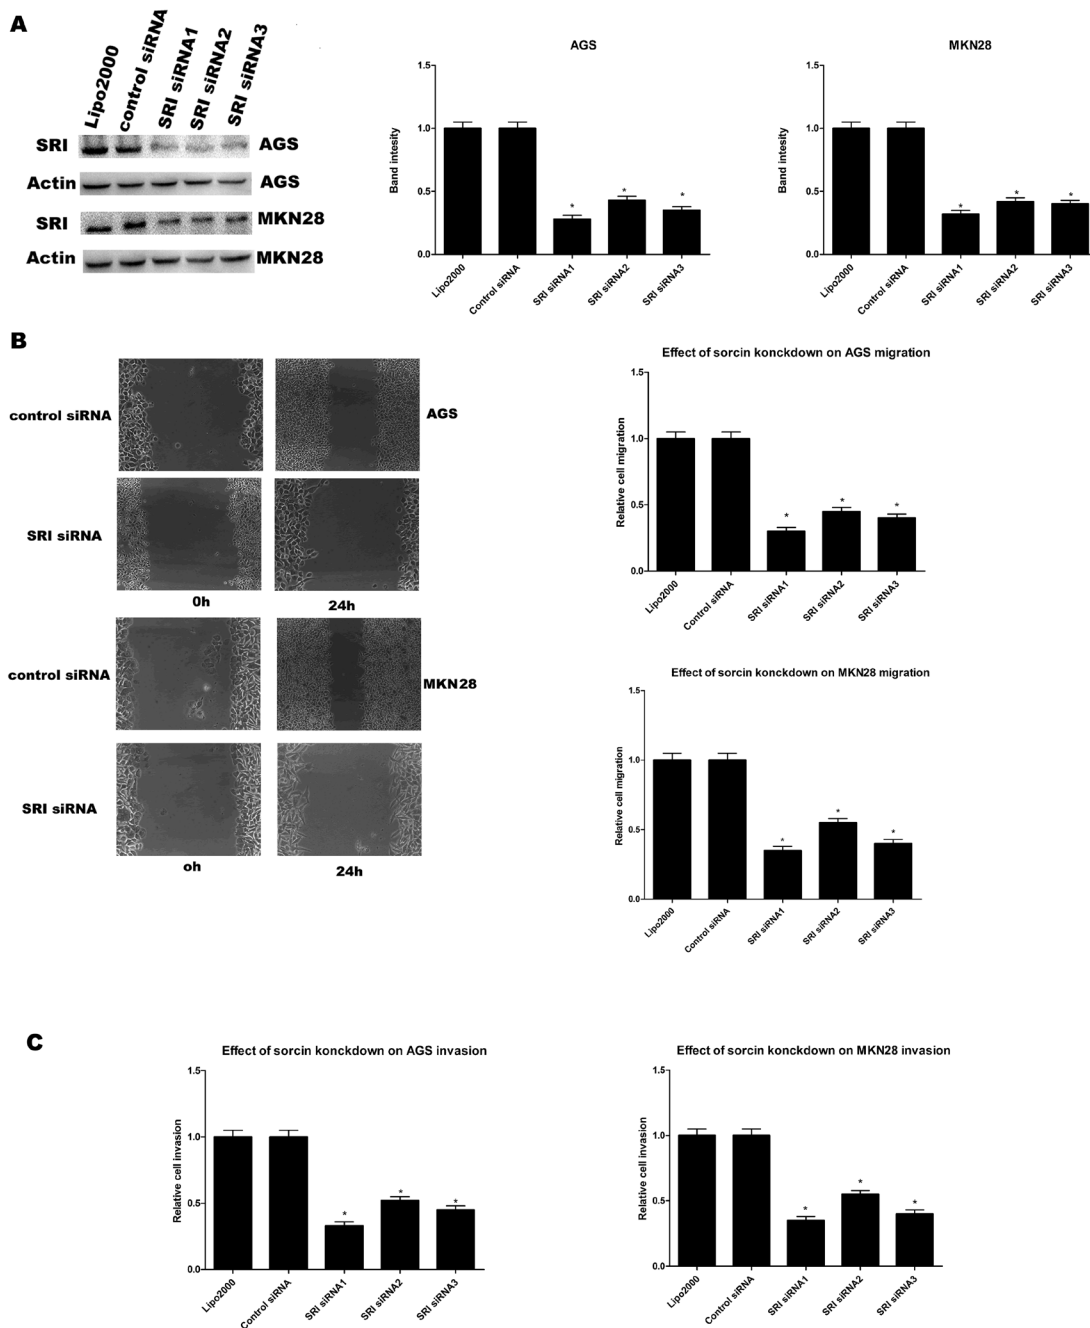 A
Lipo2000
control siRNA
SRI siRNA1
SRI siRNA2
SRI siRNA3
SRI
AGS
Actin
AGS
SRI
MKN28
Actin
MKN28
AGS
Band intesity
1.5
1.0
0.5
0.0
Lipo2000
Control siRNA
SRI siRNA1
SRI siRNA2
SRI siRNA3
*
*
*
MKN28
Band intesity
1.5
1.0
0.5
0.0
Lipo2000
Control siRNA
SRI siRNA1
SRI siRNA2
SRI siRNA3
*
*
*
B
control siRNA
AGS
SRI siRNA
0h
24h
control siRNA
MKN28
SRI siRNA
oh
24h
Effect of sorcin konckdown on AGS migration
Relative cell migration
1.5
1.0
0.5
0.0
Lipo2000
Control siRNA
SRI siRNA1
SRI siRNA2
SRI siRNA3
*
*
*
Effect of sorcin konckdown on MKN28 migration
Relative cell migration
1.5
1.0
0.5
0.0
Lipo2000
Control siRNA
SRI siRNA1
SRI siRNA2
SRI siRNA3
*
*
*
C
Effect of sorcin konckdown on AGS invasion
Relative cell invasion
1.5
1.0
0.5
0.0
Lipo2000
Control siRNA
SRI siRNA1
SRI siRNA2
SRI siRNA3
*
*
*
Effect of sorcin konckdown on MKN28 invasion
Relative cell invasion
1.5
1.0
0.5
0.0
Lipo2000
Control siRNA
SRI siRNA1
SRI siRNA2
SRI siRNA3
*
*
*